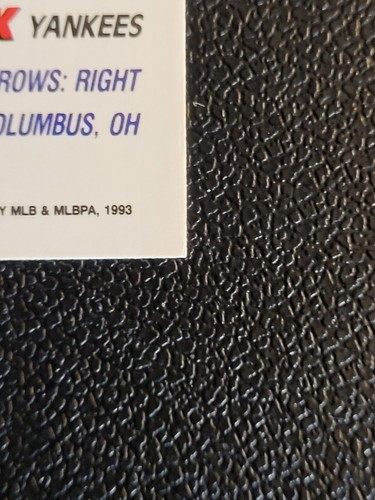 K YANKEES
ROWS: RIGHT
OLUMBUS, OH
Y MLB & MLBPA, 1993